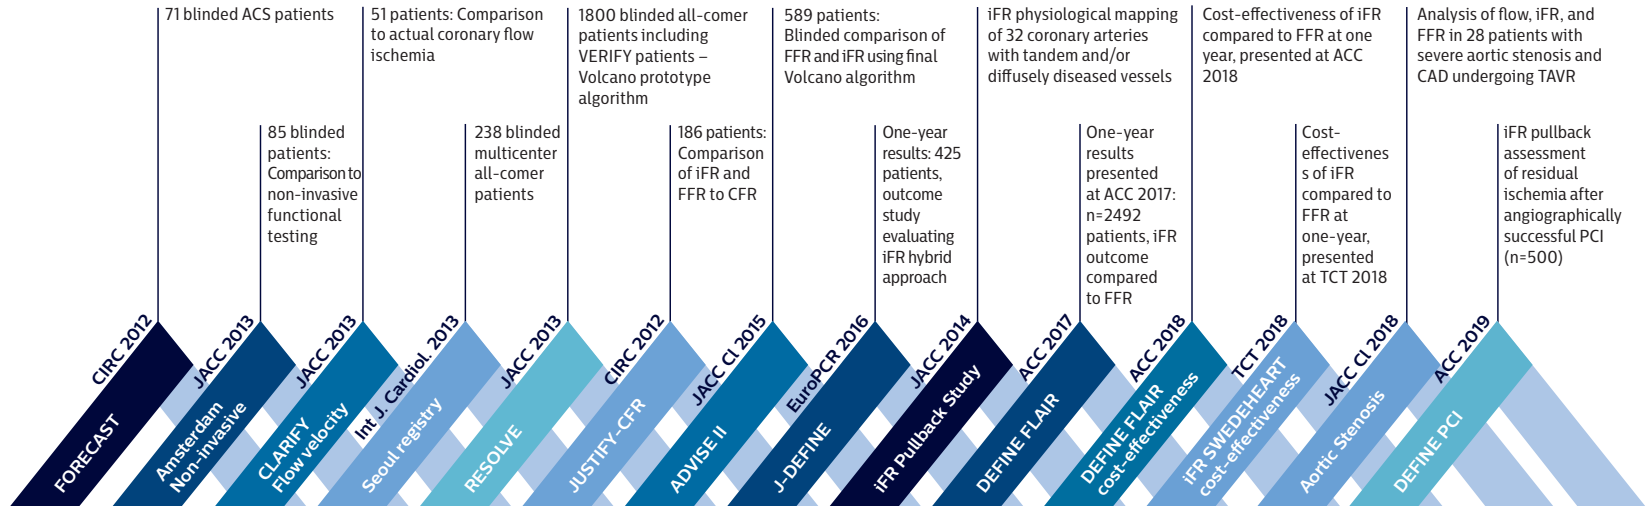 71 blinded ACS patients
51 patients: Comparison
to actual coronary flow
ischemia
1800 blinded all-comer
patients including
VERIFY patients –
Volcano prototype
algorithm
589 patients:
Blinded comparison of
FFR and iFR using final
Volcano algorithm
iFR physiological mapping
of 32 coronary arteries
with tandem and/or
diffusely diseased vessels
Cost-effectiveness of iFR
compared to FFR at one
year, presented at ACC
2018
Analysis of flow, iFR, and
FFR in 28 patients with
severe aortic stenosis and
CAD undergoing TAVR
85 blinded
patients:
Comparison to
non-invasive
functional
testing
238 blinded
multicenter
all-comer
patients
186 patients:
Comparison
of iFR and
FFR to CFR
One-year
results: 425
patients,
outcome
study
evaluating
iFR hybrid
approach
One-year
results
presented
at ACC 2017:
n=2492
patients, iFR
outcome
compared
to FFR
Cost-
effectivenes
s of iFR
compared to
FFR at
one-year,
presented
at TCT 2018
iFR pullback
assessment
of residual
ischemia after
angiographically
successful PCI
(n=500)
CIRC 2012
FORECAST
JACC 2013
Amsterdam
Non-invasive
JACC 2013
CLARIFY
Flow velocity
Int J. Cardiol. 2013
Seoul registry
JACC 2013
RESOLVE
CIRC 2012
JUSTIFY-CFR
JACC CI 2015
ADVISE II
EuroPCR 2016
J-DEFINE
JACC 2014
iFR Pullback Study
ACC 2017
DEFINE FLAIR
ACC 2018
DEFINE FLAIR
cost-effectiveness
TCT 2018
iFR SWEDEHEART
cost-effectiveness
JACC CI 2018
Aortic Stenosis
ACC 2019
DEFINE PCI